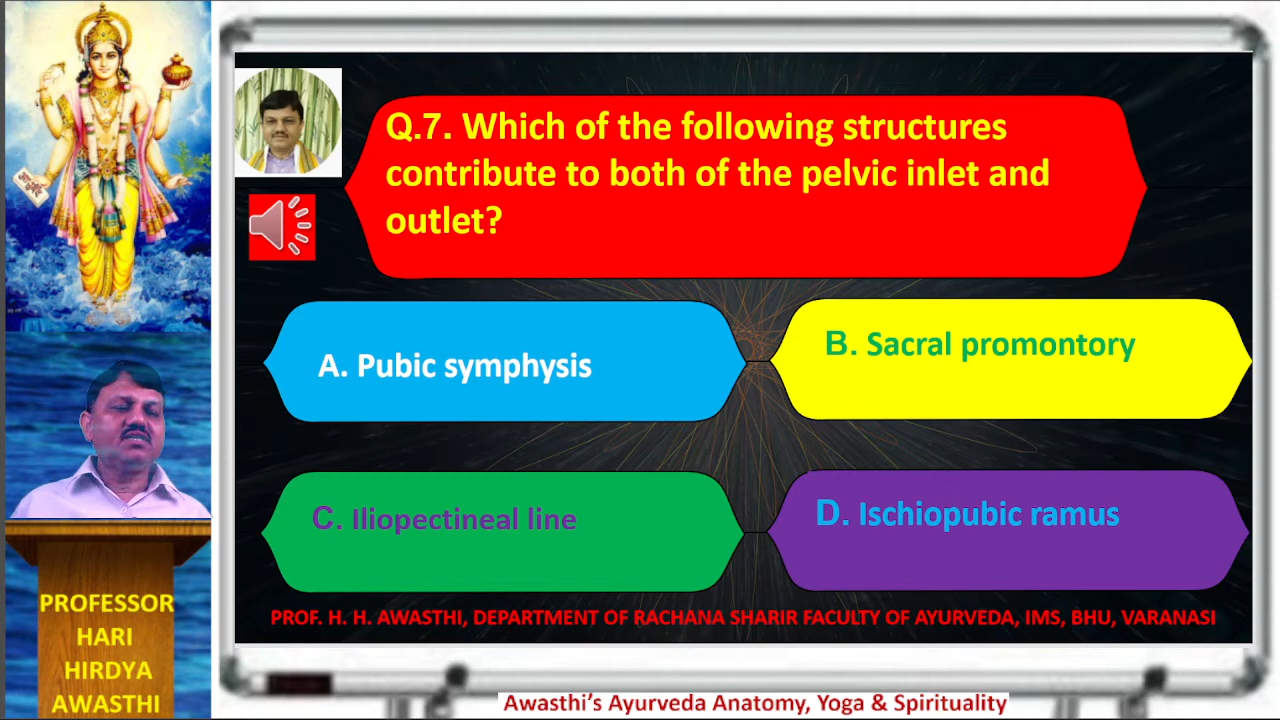 Q.7. Which of the following structures
contribute to both of the pelvic inlet and
outlet?
A. Pubic symphysis
B. Sacral promontory
C. Iliopectineal line
D. Ischiopubic ramus
PROF. H. H. AWASTHI, DEPARTMENT OF RACHANA SHARIR FACULTY OF AYURVEDA, IMS, BHU, VARANASI
PROFESSOR
HARI
HIRDYA
AWASTHI
Awasthi's Ayurveda Anatomy, Yoga & Spirituality